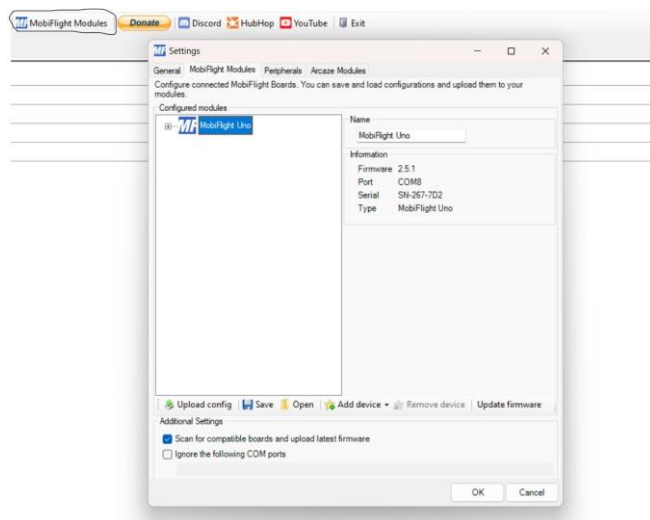 MF MobiFlight Modules Donate Discord HubHop YouTube Exit
MF Settings
General MobiFlight Modules Peripherals Arcaze Modules
Configure connected MobiFlight Boards. You can save and load configurations and upload them to your
modules.
Configured modules
MF MobiFlight Uno
Name
MobiFlight Uno
Information
Firmware 2.5.1
Port COM8
Serial SN-267-7D2
Type MobiFlight Uno
Upload config Save Open Add device Remove device Update firmware
Additional Settings
Scan for compatible boards and upload latest firmware
Ignore the following COM ports
OK Cancel